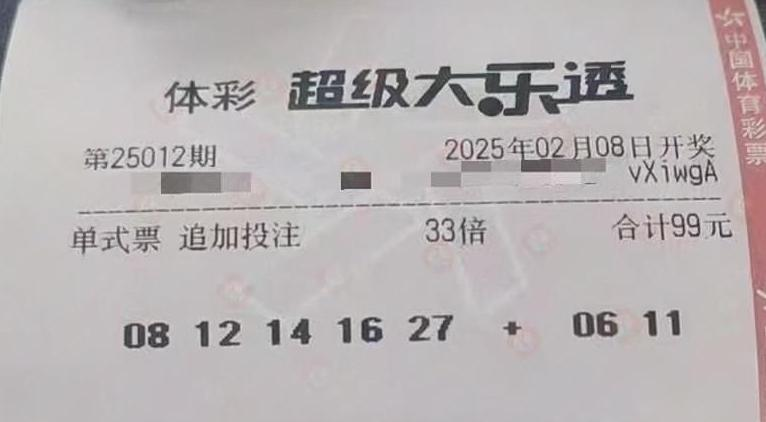 体彩 超级大乐透
第25012期 2025年02月08日开奖
vXiwgA
单式票 追加投注 33倍 合计99元
08 12 14 16 27 + 06 11
中国体育彩票